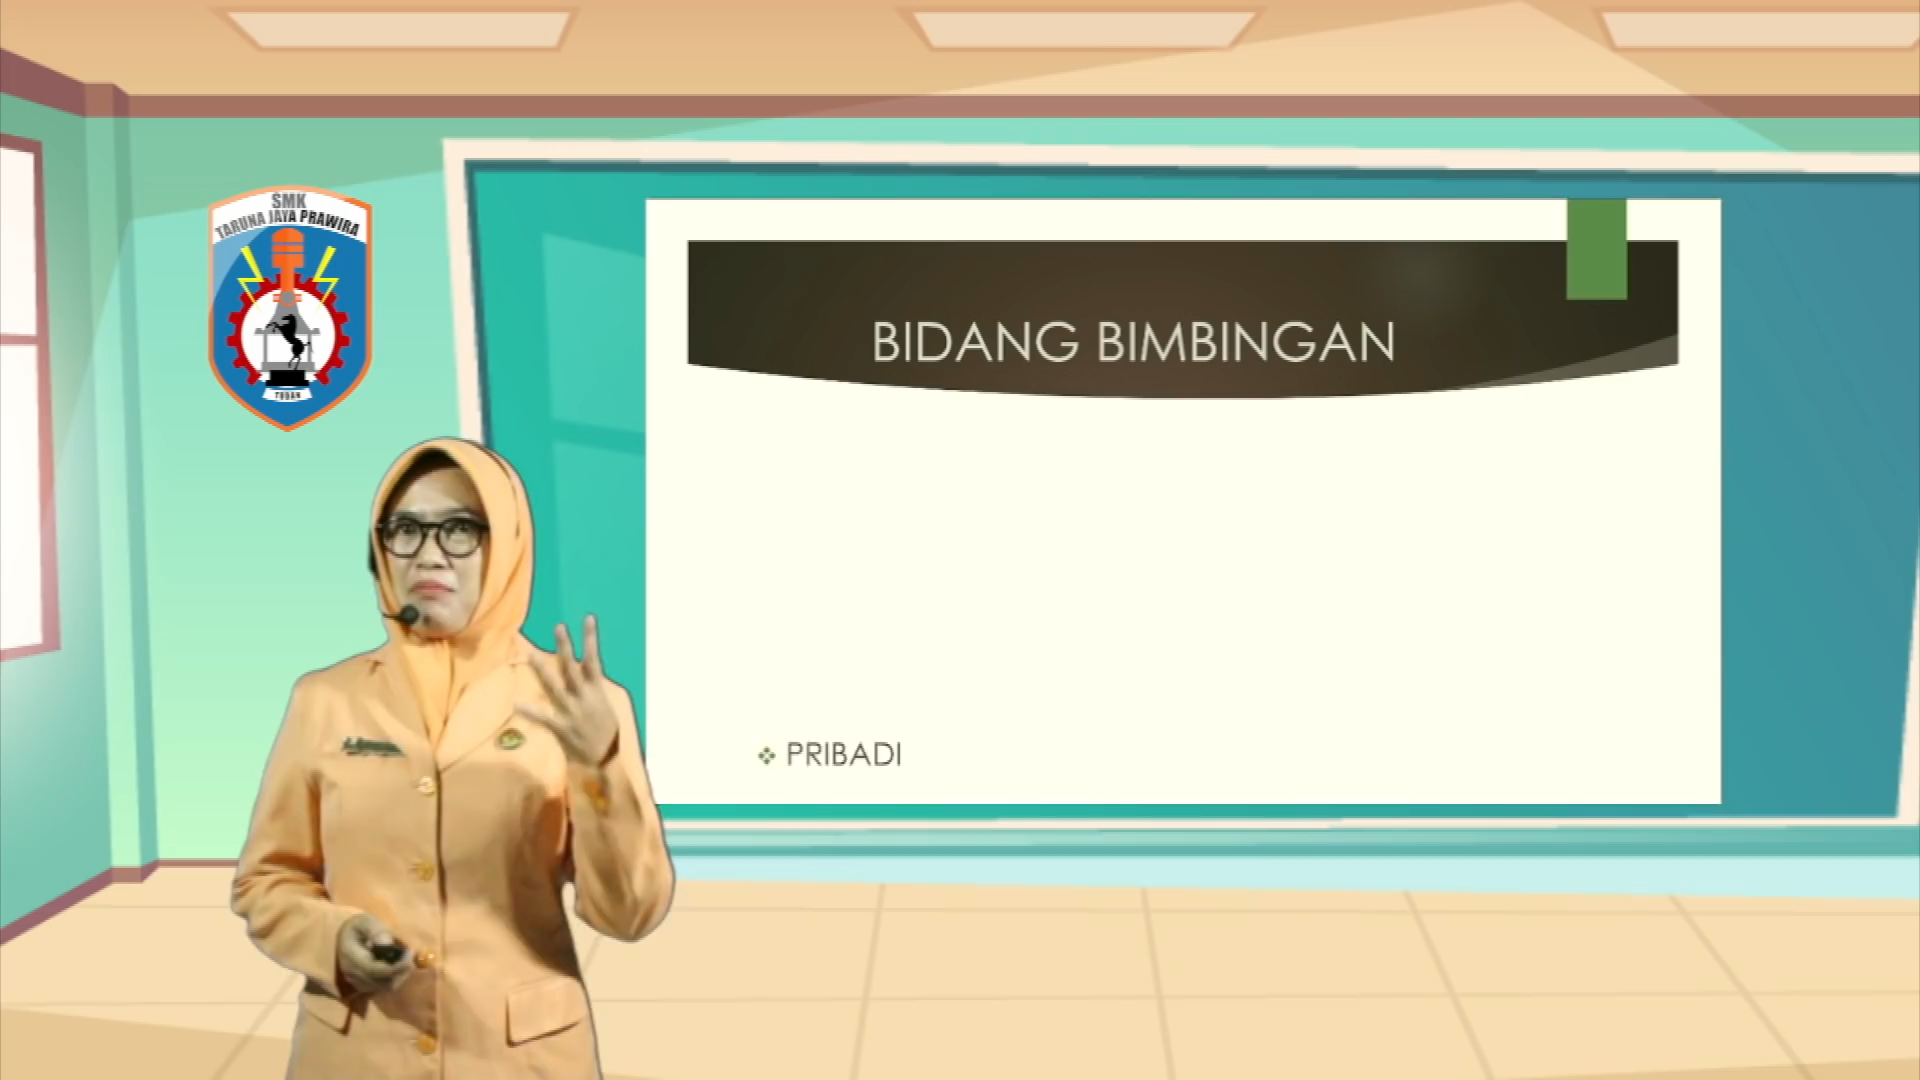 SMK
TARUNA JAYA PRAWIRA
TUBAN
BIDANG BIMBINGAN
❖ PRIBADI